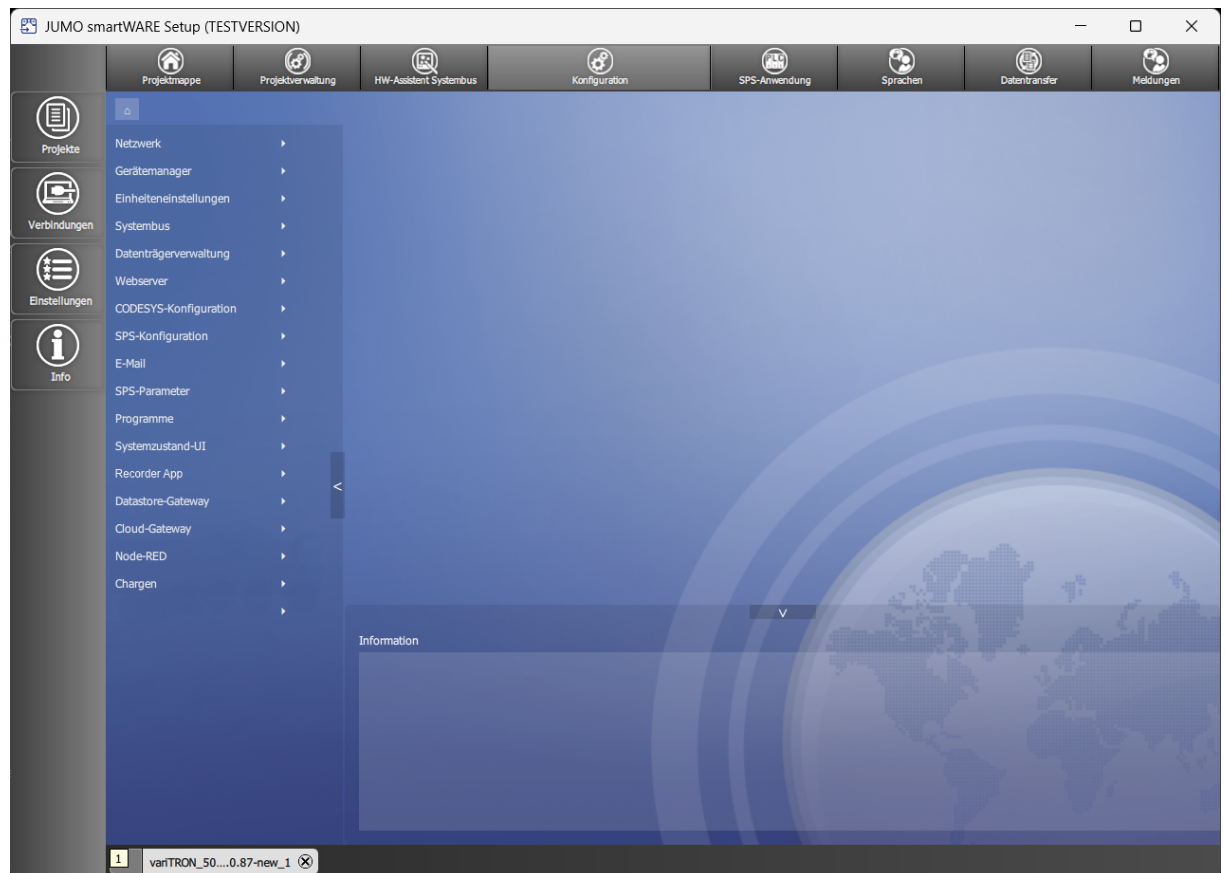 JUMO smartWARE Setup (TESTVERSION)
Projektmappe
Projektverwaltung
HW-Assistent Systembus
Konfiguration
SPS-Anwendung
Sprachen
Datentransfer
Meldungen
Projekte
Verbindungen
Einstellungen
Info
Netzwerk
Gerätemanager
Einheiteneinstellungen
Systembus
Datenträgerverwaltung
Webserver
CODESYS-Konfiguration
SPS-Konfiguration
E-Mail
SPS-Parameter
Programme
Systemzustand-UI
Recorder App
Datastore-Gateway
Cloud-Gateway
Node-RED
Chargen
<
V
Information
1
variTRON_50....0.87-new_1